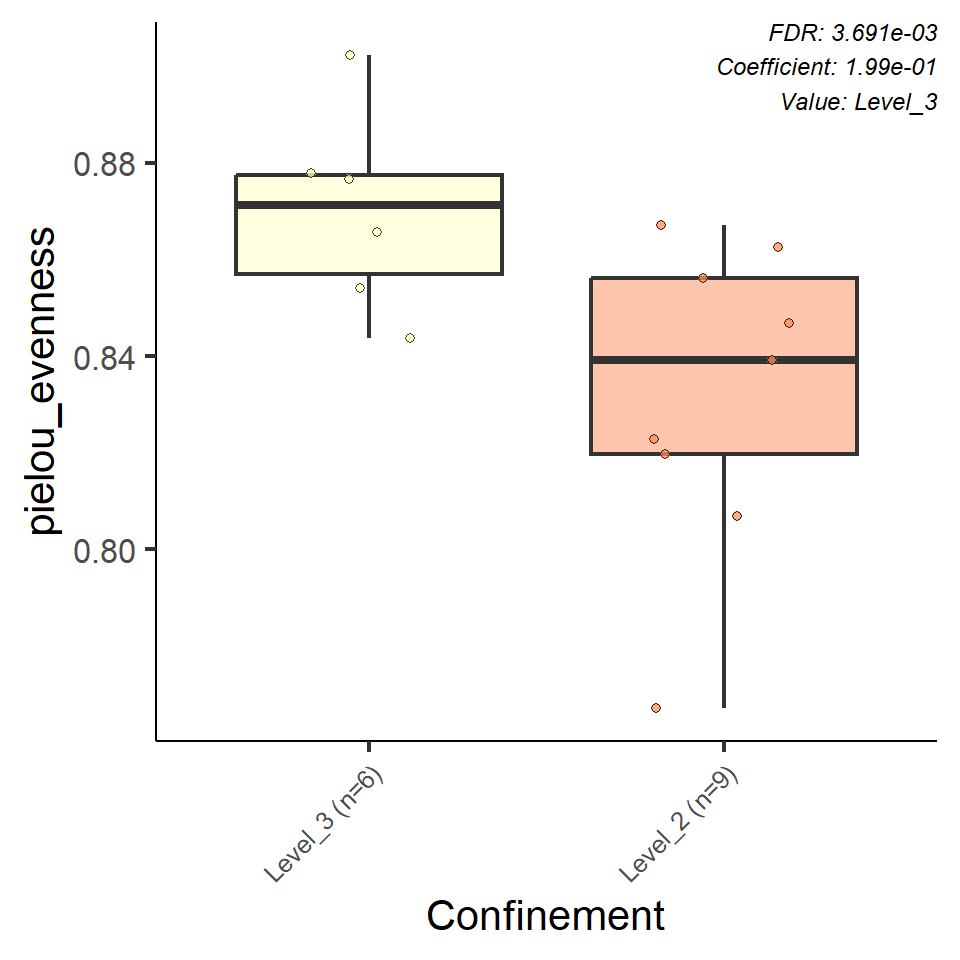 FDR: 3.691e-03
Coefficient: 1.99e-01
Value: Level_3
0.88
0.84
0.80
pielou_evenness
Level_3 (n=6)
Level_2 (n=9)
Confinement